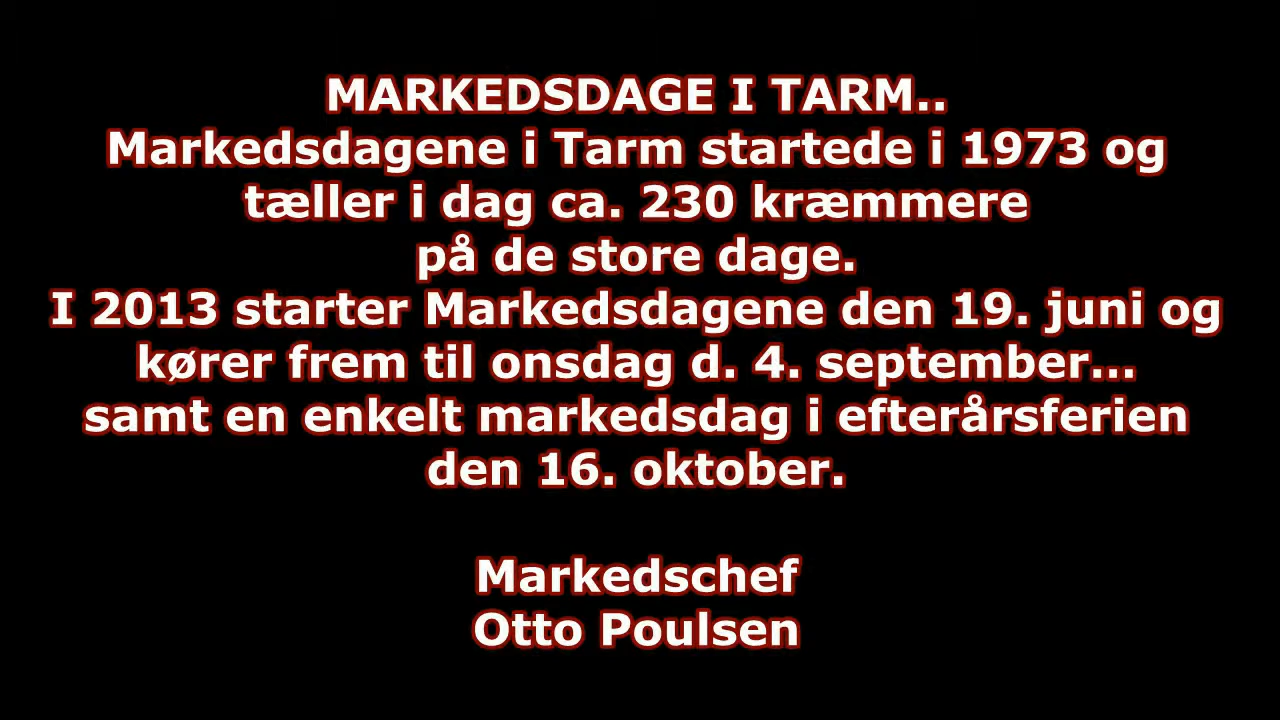 MARKEDSDAGE I TARM..
Markedsdagene i Tarm startede i 1973 og
tæller i dag ca. 230 kræmmere
på de store dage.
I 2013 starter Markedsdagene den 19. juni og
kører frem til onsdag d. 4. september...
samt en enkelt markedsdag i efterårsferien
den 16. oktober.
Markedschef
Otto Poulsen